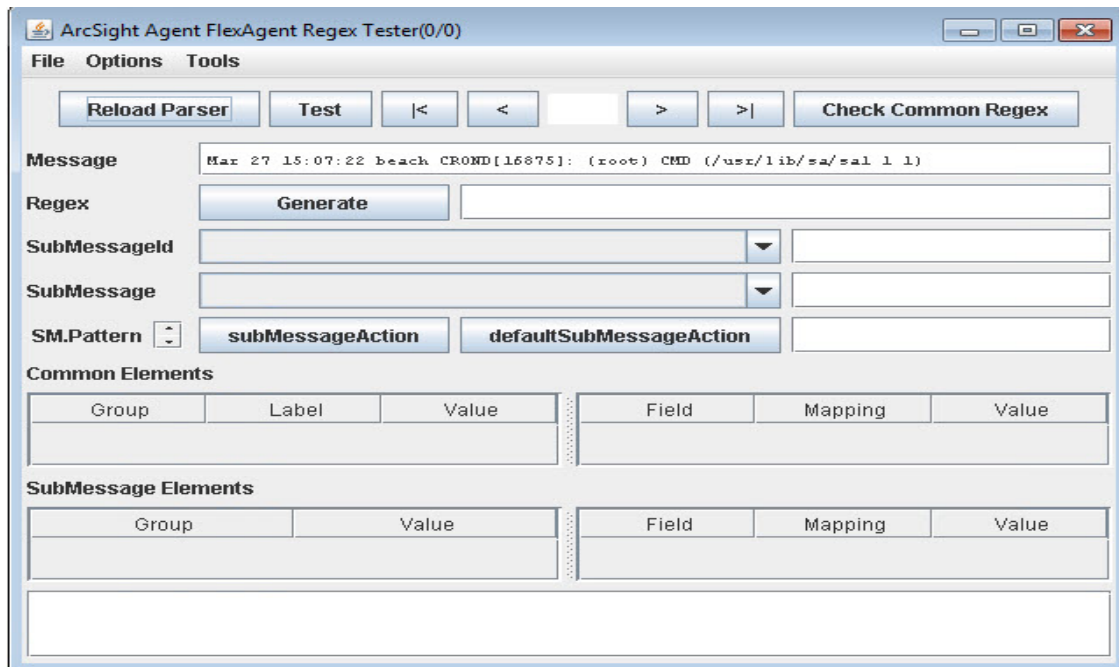 ArcSight Agent FlexAgent Regex Tester(0/0)
File Options Tools
Reload Parser Test |< < > >| Check Common Regex
Message Mar 27 15:07:22 beach CROND[16875]: (root) CMD (/usr/lib/sa/sa1 1 1)
Regex Generate
SubMessageId
SubMessage
SM.Pattern subMessageAction defaultSubMessageAction
Common Elements
Group Label Value Field Mapping Value
SubMessage Elements
Group Value Field Mapping Value